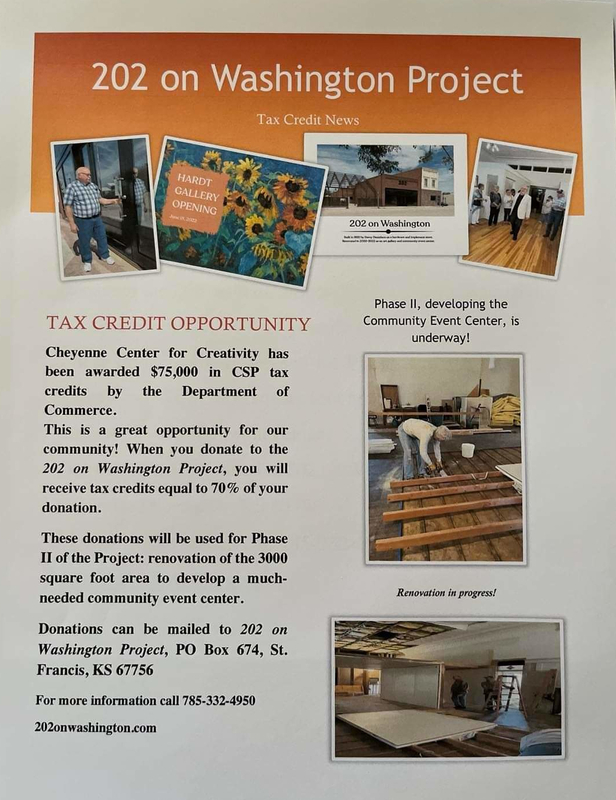 202 on Washington Project
Tax Credit News
HARDT
GALLERY
OPENING
202 on Washington
TAX CREDIT OPPORTUNITY
Cheyenne Center for Creativity has
been awarded $75,000 in CSP tax
credits by the Department of
Commerce.
This is a great opportunity for our
community! When you donate to the
202 on Washington Project, you will
receive tax credits equal to 70% of your
donation.
These donations will be used for Phase
II of the Project: renovation of the 3000
square foot area to develop a much-
needed community event center.
Donations can be mailed to 202 on
Washington Project, PO Box 674, St.
Francis, KS 67756
For more information call 785-332-4950
202onwashington.com
Phase II, developing the
Community Event Center, is
underway!
Renovation in progress!